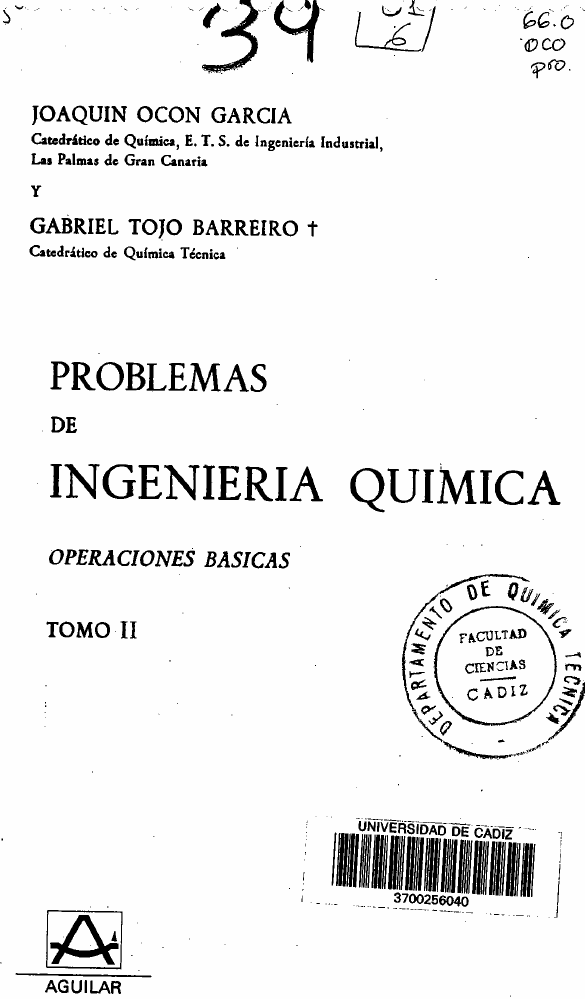 34
6
66.0
OCO
pro.
JOAQUIN OCON GARCIA
Catedrático de Química, E. T. S. de Ingeniería Industrial,
Las Palmas de Gran Canaria
Y
GABRIEL TOJO BARREIRO †
Catedrático de Química Técnica
PROBLEMAS
DE
INGENIERIA QUIMICA
OPERACIONES BASICAS
TOMO II
DEPARTAMENTO DE QUIMICA TECNICA
FACULTAD
DE
CIENCIAS
CADIZ
UNIVERSIDAD DE CADIZ
3700256040
AGUILAR